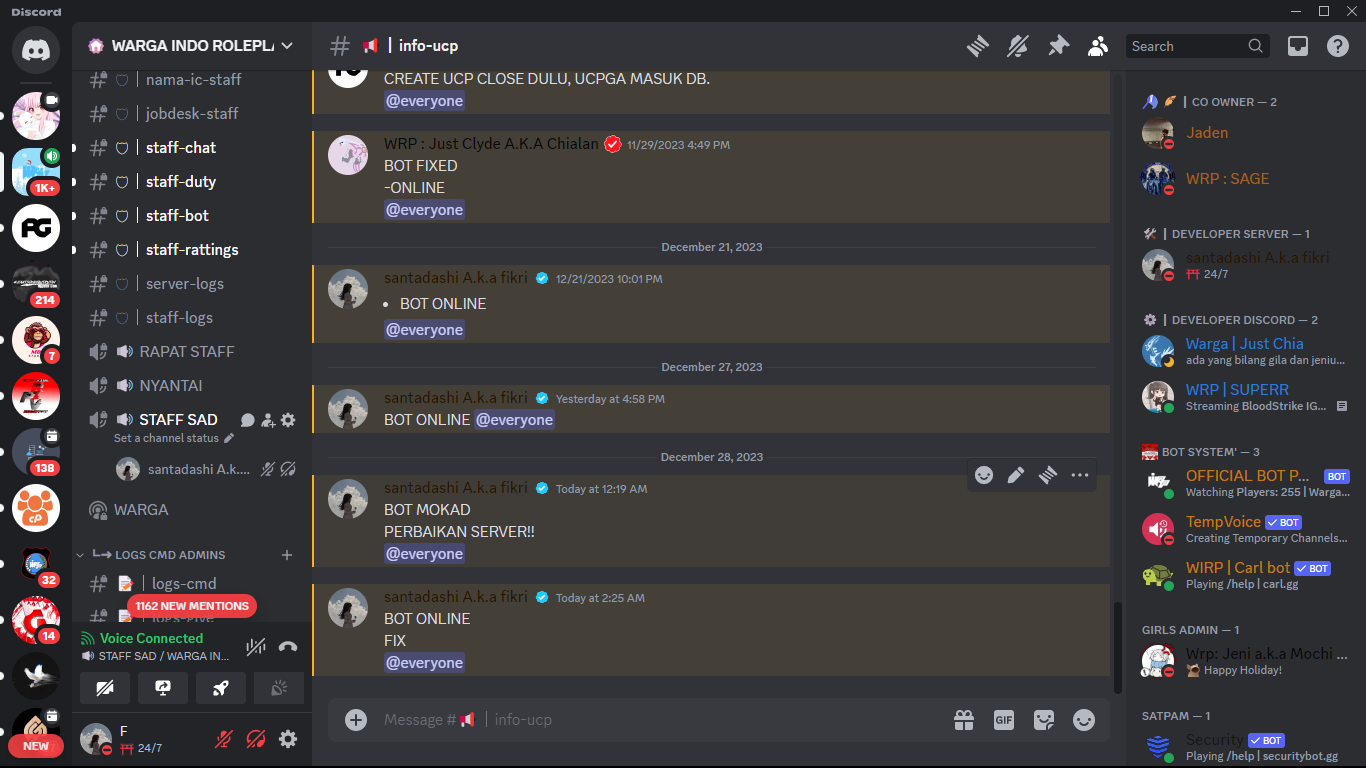 Discord
WARGA INDO ROLEPLA
nama-ic-staff
jobdesk-staff
staff-chat
staff-duty
staff-bot
staff-rattings
server-logs
staff-logs
RAPAT STAFF
NYANTAI
STAFF SAD
Set a channel status
santadashi A.k....
WARGA
LOGS CMD ADMINS
logs-cmd
1162 NEW MENTIONS
Voice Connected
STAFF SAD / WARGA IN...
F
24/7
1K+
214
7
138
32
14
NEW
| info-ucp
Search
CREATE UCP CLOSE DULU, UCPGA MASUK DB.
@everyone
WRP : Just Clyde A.K.A Chialan 11/29/2023 4:49 PM
BOT FIXED
-ONLINE
@everyone
December 21, 2023
santadashi A.k.a fikri 12/21/2023 10:01 PM
• BOT ONLINE
@everyone
December 27, 2023
santadashi A.k.a fikri Yesterday at 4:58 PM
BOT ONLINE @everyone
December 28, 2023
santadashi A.k.a fikri Today at 12:19 AM
BOT MOKAD
PERBAIKAN SERVER!!
@everyone
santadashi A.k.a fikri Today at 2:25 AM
BOT ONLINE
FIX
@everyone
Message # | info-ucp
GIF
| CO OWNER — 2
Jaden
WRP : SAGE
| DEVELOPER SERVER — 1
santadashi A.k.a fikri
24/7
| DEVELOPER DISCORD — 2
Warga | Just Chia
ada yang bilang gila dan jeniu...
WRP | SUPERR
Streaming BloodStrike IG...
BOT SYSTEM' — 3
OFFICIAL BOT P... BOT
Watching Players: 255 | Warga...
TempVoice BOT
Creating Temporary Channels...
WIRP | Carl bot BOT
Playing /help | carl.gg
GIRLS ADMIN — 1
Wrp: Jeni a.k.a Mochi ...
Happy Holiday!
SATPAM — 1
Security BOT
Playing /help | securitybot.gg